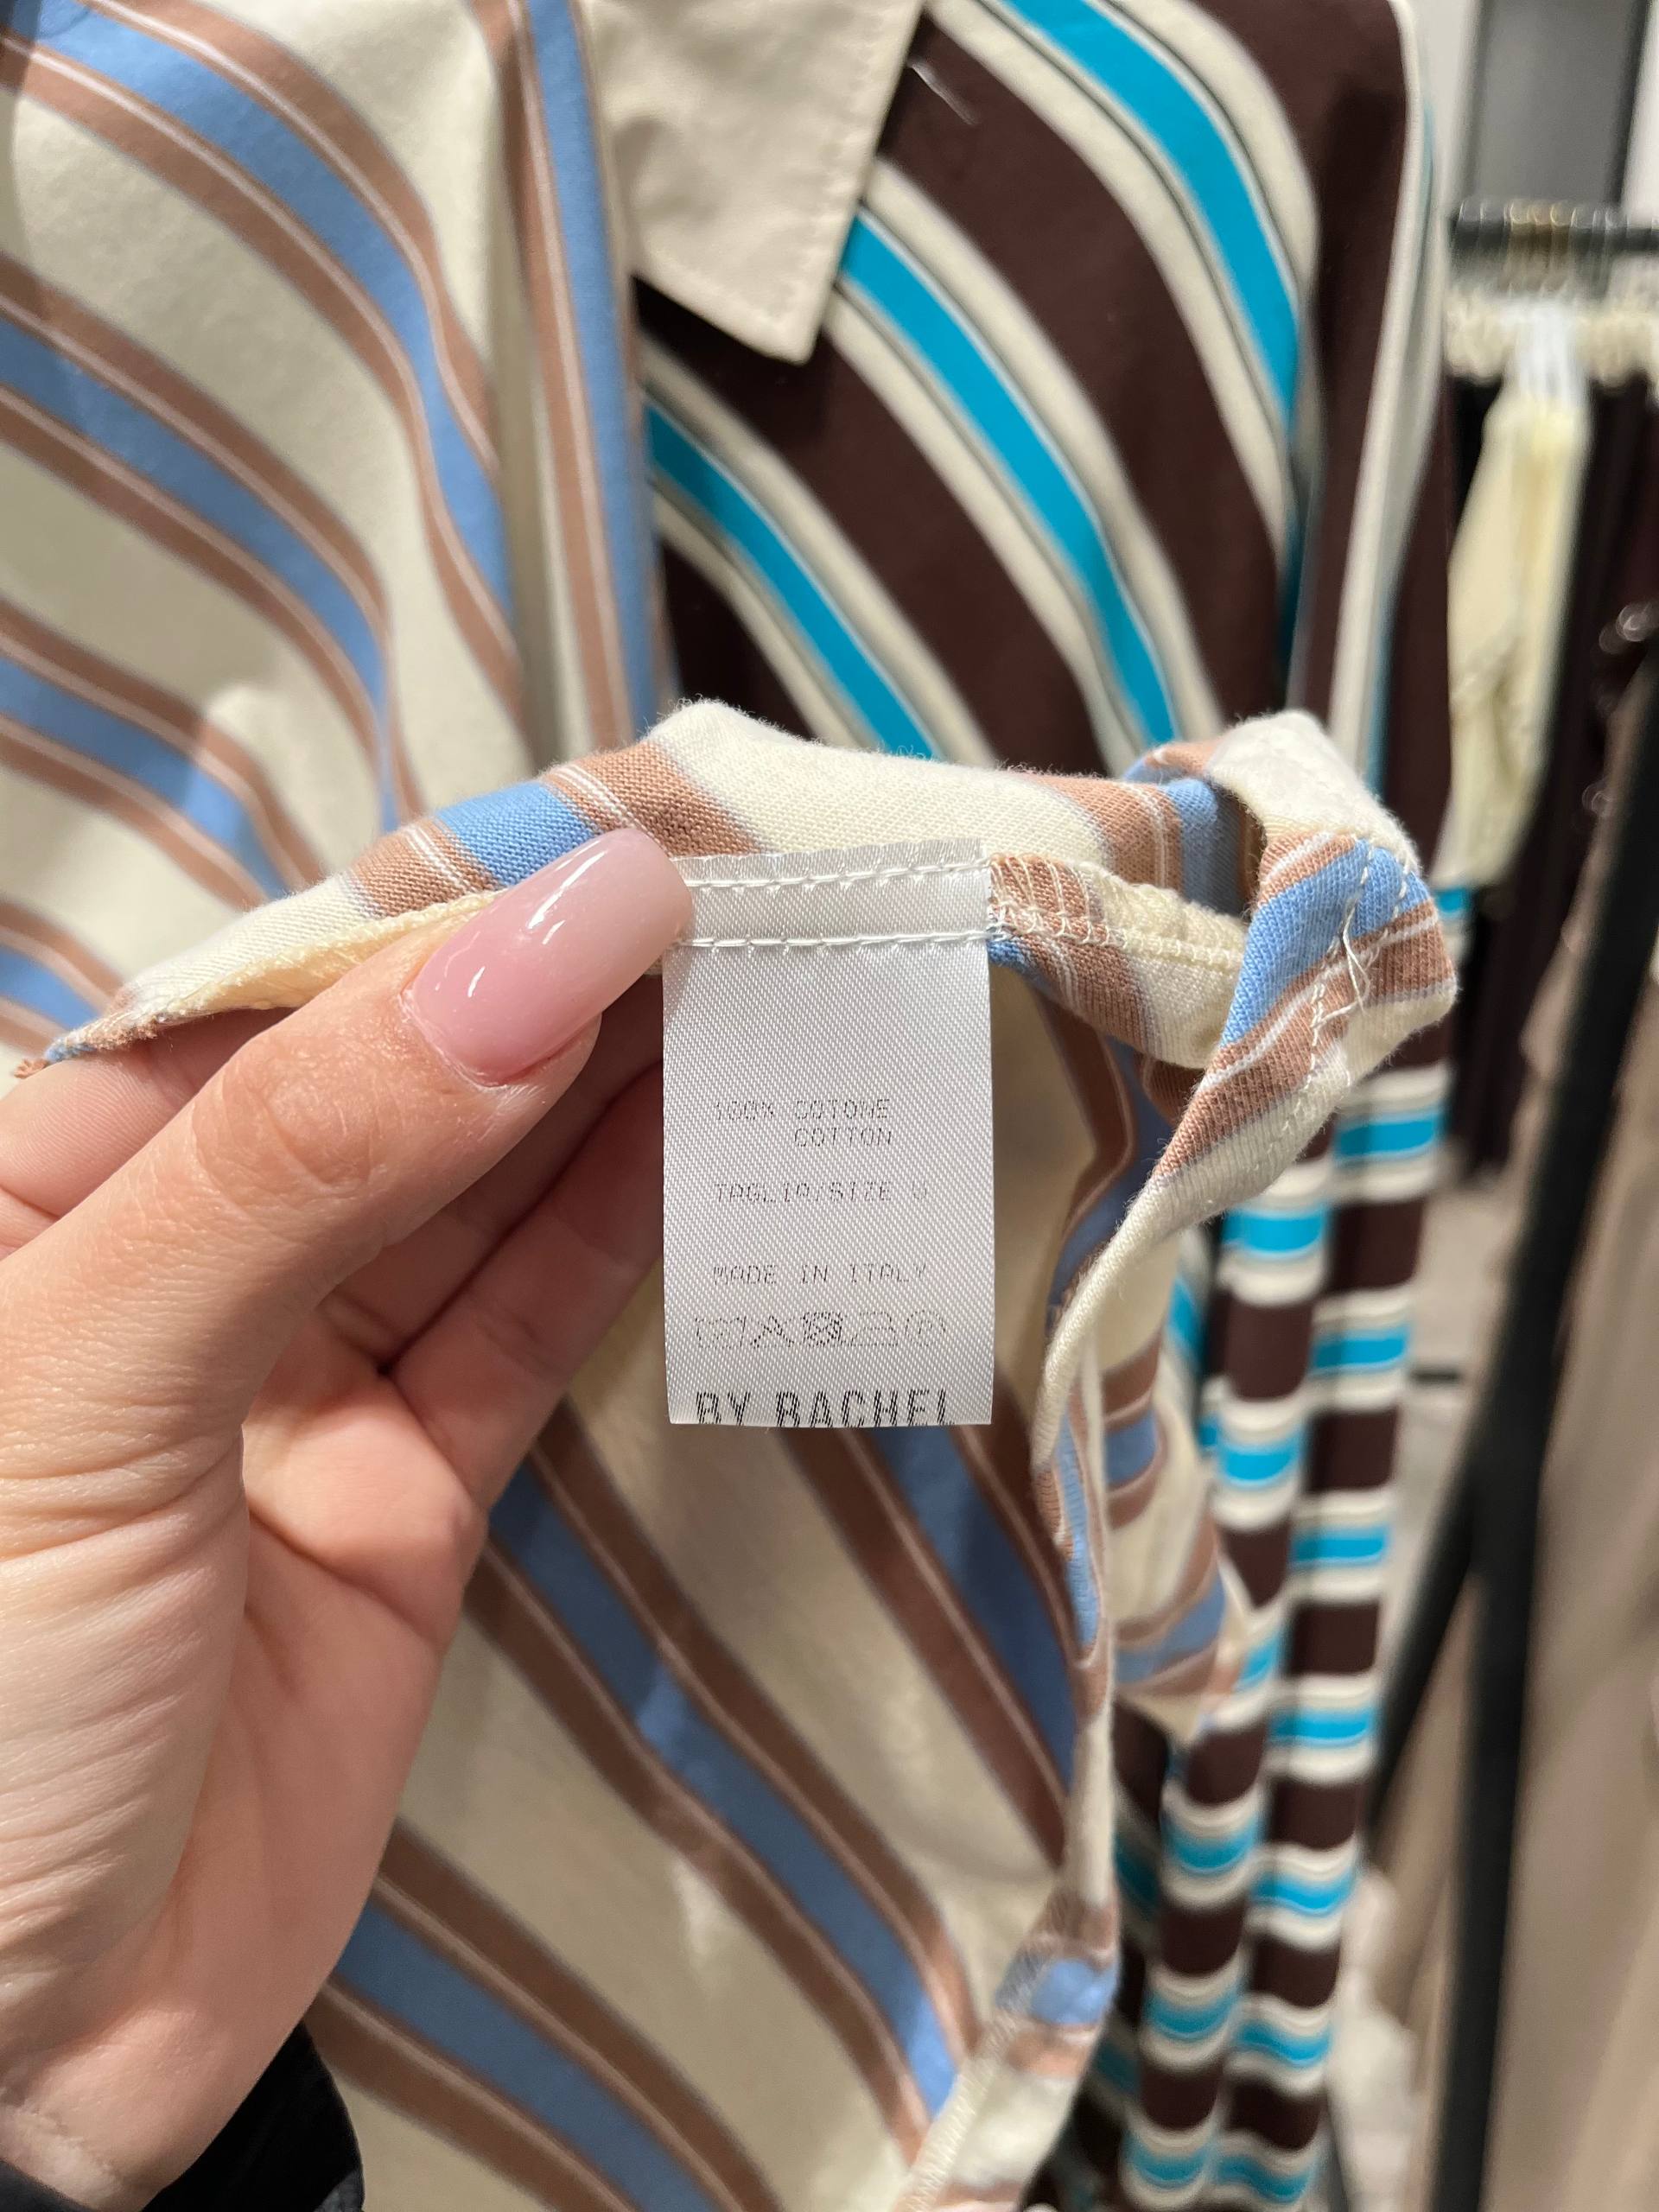 100% COTONE
COTTON
TAGLIA/SIZE U
MADE IN ITALY
BY RACHEL